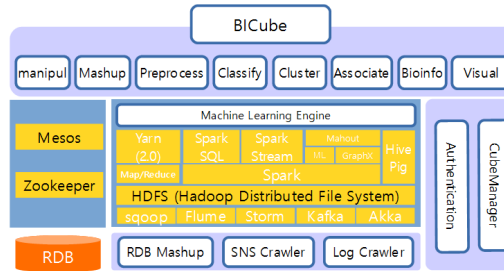 BICube
manipul Mashup Preprocess Classify Cluster Associate Bioinfo Visual
Machine Learning Engine
Mesos
Zookeeper
Yarn
(2.0)
Spark
SQL
Spark
Stream
Mahout
ML GraphX
Hive
Pig
Map/Reduce Spark
HDFS (Hadoop Distributed File System)
sqoop Flume Storm Kafka Akka
Authentication
CubeManager
RDB
RDB Mashup SNS Crawler Log Crawler